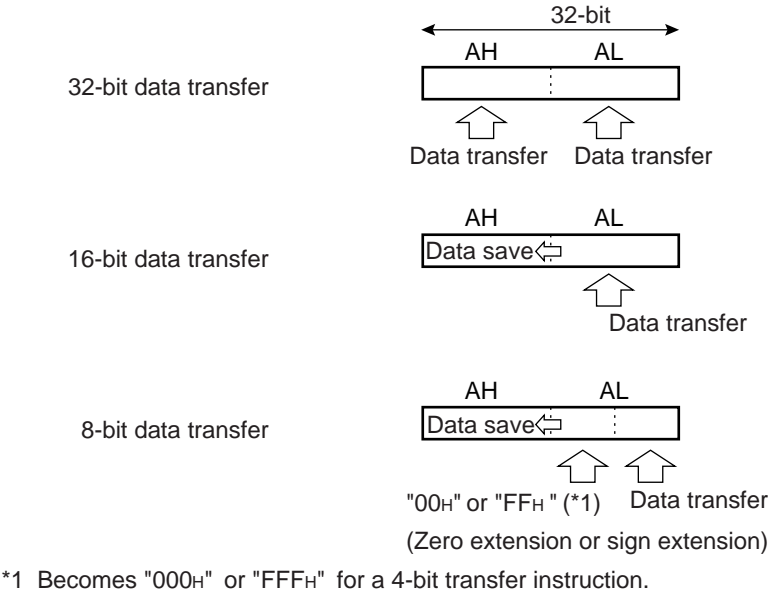 32-bit
AH AL
32-bit data transfer
Data transfer Data transfer
AH AL
16-bit data transfer
Data save
Data transfer
AH AL
8-bit data transfer
Data save
"00H" or "FFH " (*1) Data transfer
(Zero extension or sign extension)
*1 Becomes "000H" or "FFFH" for a 4-bit transfer instruction.